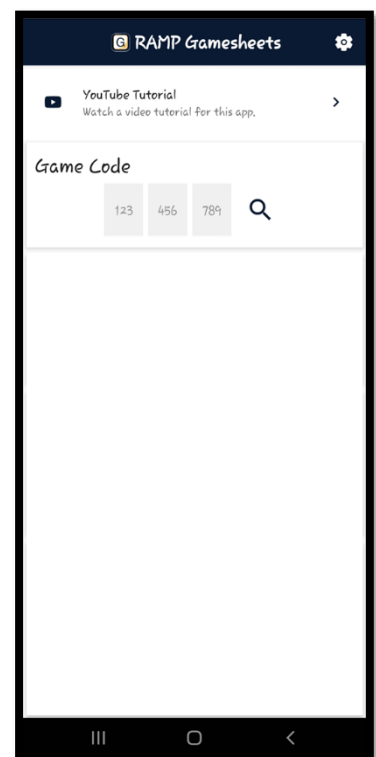 G RAMP Gamesheets
YouTube Tutorial
Watch a video tutorial for this app.
Game Code
123 456 789